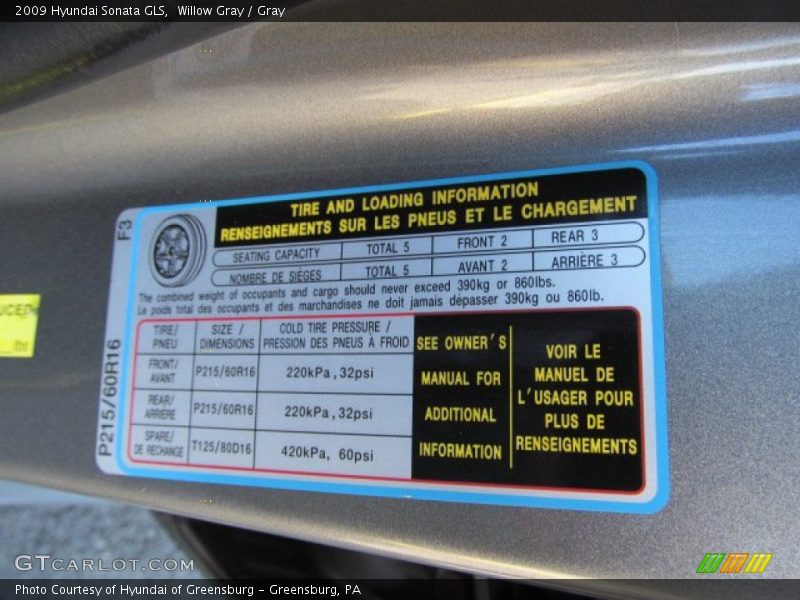 2009 Hyundai Sonata GLS,  Willow Gray / Gray
TIRE AND LOADING INFORMATION
RENSEIGNEMENTS SUR LES PNEUS ET LE CHARGEMENT
F3
SEATING CAPACITY TOTAL 5 FRONT 2 REAR 3
NOMBRE DE SIÈGES TOTAL 5 AVANT 2 ARRIÈRE 3
The combined weight of occupants and cargo should never exceed 390kg or 860lbs.
Le poids total des occupants et des marchandises ne doit jamais dépasser 390kg ou 860lb.
TIRE/ PNEU SIZE / DIMENSIONS COLD TIRE PRESSURE / PRESSION DES PNEUS À FROID
FRONT/ AVANT P215/60R16 220kPa,32psi
REAR/ ARRIÈRE P215/60R16 220kPa,32psi
SPARE/ DE RECHANGE T125/80D16 420kPa, 60psi
SEE OWNER'S
MANUAL FOR
ADDITIONAL
INFORMATION
VOIR LE
MANUEL DE
L'USAGER POUR
PLUS DE
RENSEIGNEMENTS
P215/60R16
lbs
GTCARLOT.COM
Photo Courtesy of Hyundai of Greensburg - Greensburg, PA